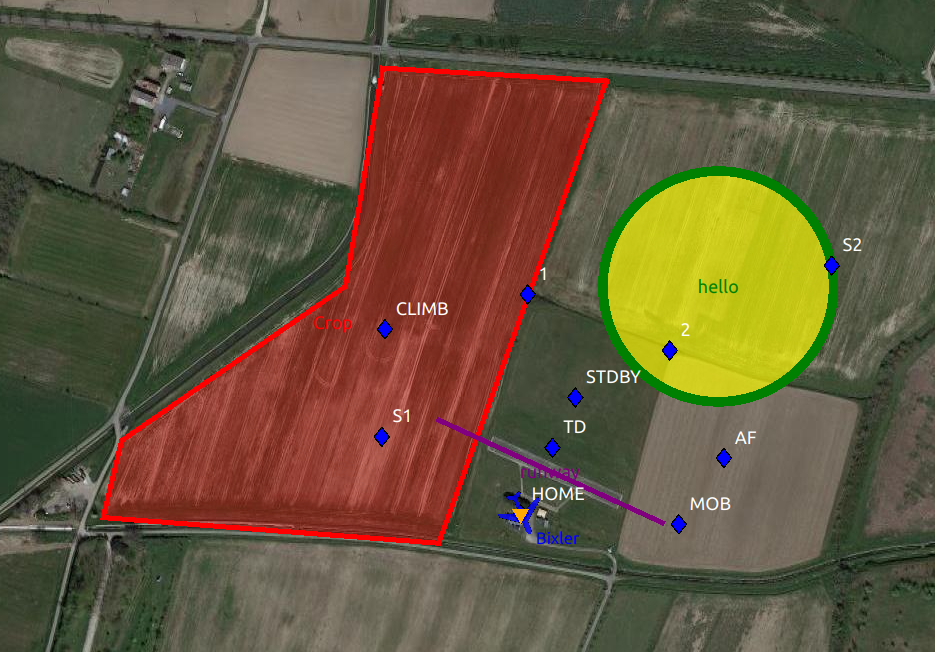 S2
1
hello
CLIMB
Crop
2
STDBY
S1
TD
AF
runway
HOME
MOB
Bixler